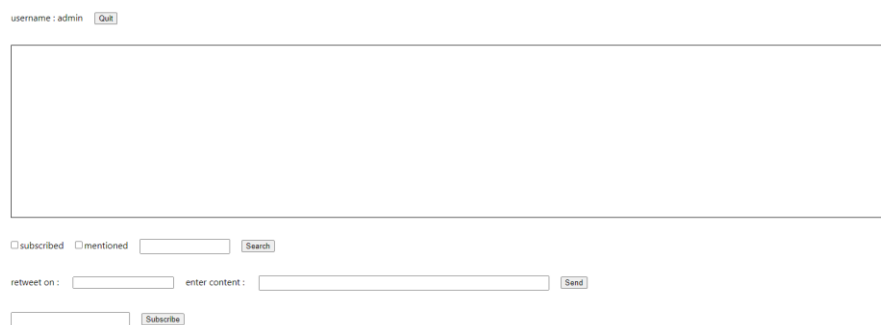 username : admin Quit
subscribed mentioned Search
retweet on : enter content : Send
Subscribe